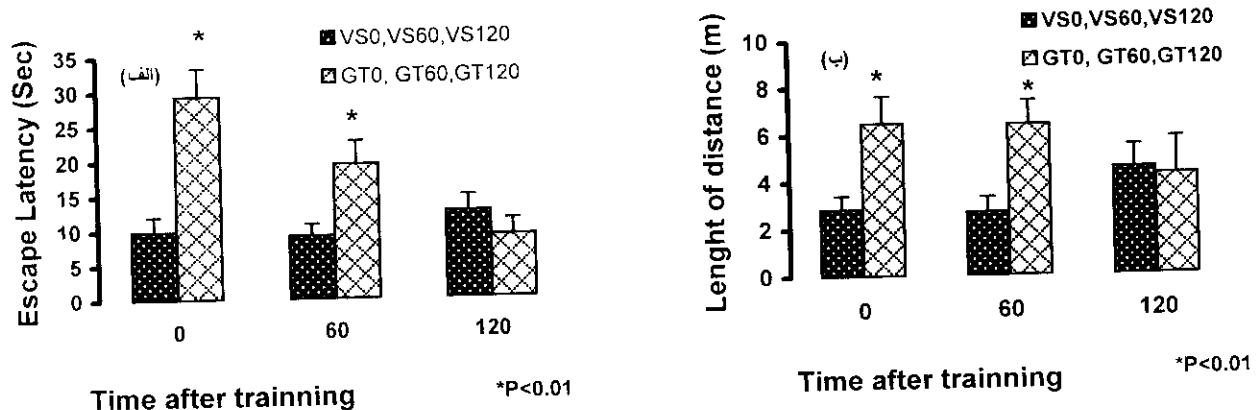 VS0,VS60,VS120
GT0, GT60,GT120
(الف)
*
*
Escape Latency (Sec)
35
30
25
20
15
10
5
0
0
60
120
Time after trainning
*P<0.01
VS0,VS60,VS120
GT0, GT60,GT120
(ب)
*
*
Lenght of distance (m)
10
8
6
4
2
0
0
60
120
Time after trainning
*P<0.01